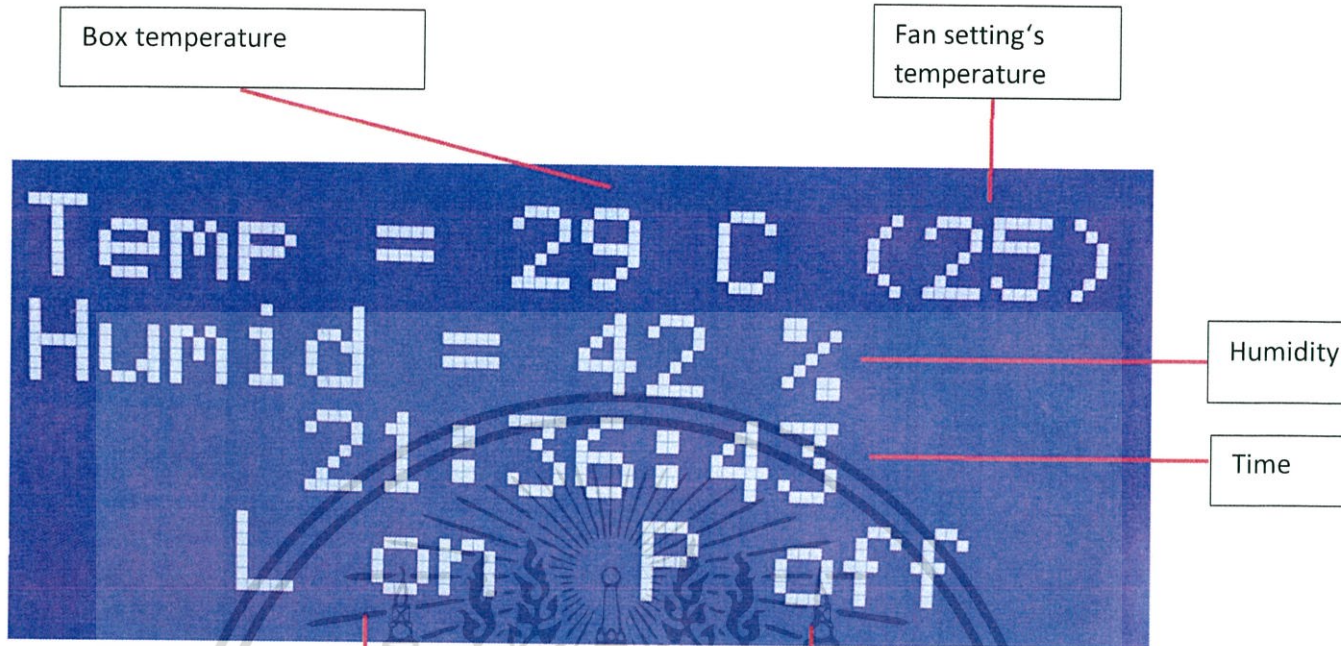 Box temperature
Fan setting‘s
temperature
Temp = 29 C (25)
Humid = 42 %
Humidity
21:36:43
Time
L on P off